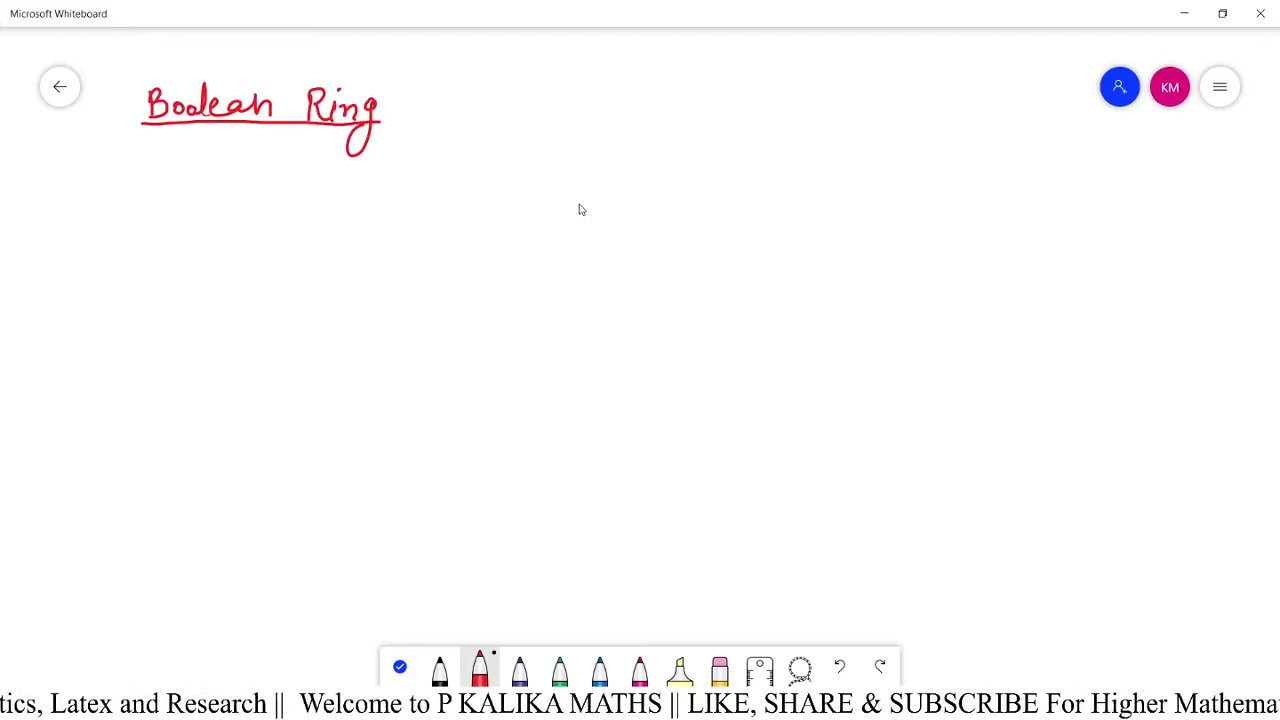 Microsoft Whiteboard
Boolean Ring
KM
tics, Latex and Research || Welcome to P KALIKA MATHS || LIKE, SHARE & SUBSCRIBE For Higher Mathema